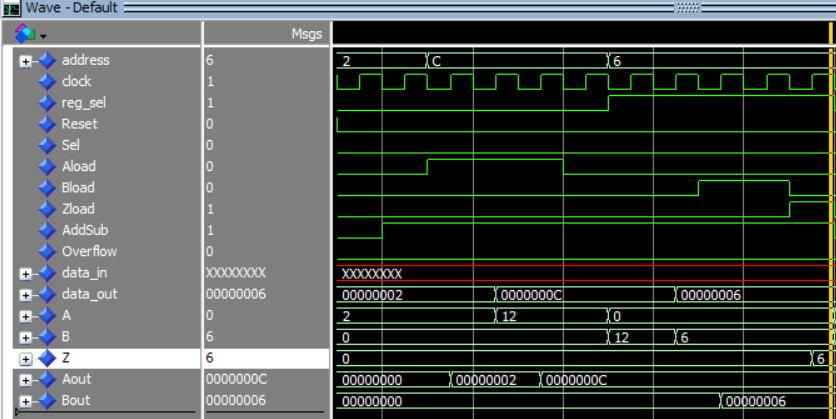 Wave - Default
Msgs
address 6 2 C 6
clock 1
reg_sel 1
Reset 0
Sel 0
Aload 0
Bload 0
Zload 1
AddSub 1
Overflow 0
data_in XXXXXXXX XXXXXXXX
data_out 00000006 00000002 0000000C 00000006
A 0 2 12 0
B 6 0 12 6
Z 6 0 6
Aout 0000000C 00000000 00000002 0000000C
Bout 00000006 00000000 00000006